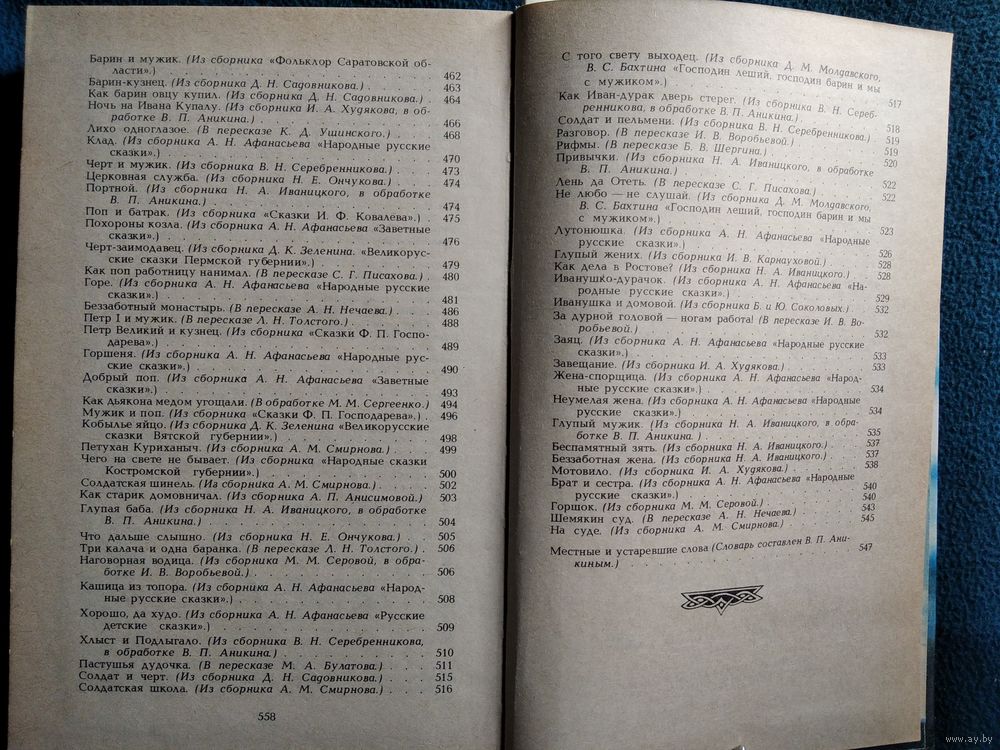 Барин и мужик. (Из сборника «Фольклор Саратовской об-
ласти».) . . . . . . . . . . . . . . . . 462
Барин-кузнец. (Из сборника Д. Н. Садовникова.) . . . . 463
Как барин овцу купил. (Из сборника Д. Н. Садовникова.) . 464
Ночь на Ивана Купалу. (Из сборника И. А. Худякова, в об-
работке В. П. Аникина.) . . . . . . . . . . . 466
Лихо одноглазое. (В пересказе К. Д. Ушинского.) . . . . 468
Клад. (Из сборника А. Н. Афанасьева «Народные русские
сказки».) . . . . . . . . . . . . . . . . 470
Черт и мужик. (Из сборника В. Н. Серебренникова.) . . . 473
Церковная служба. (Из сборника Н. Е. Ончукова.) . . . . 474
Портной. (Из сборника Н. А. Иваницкого, в обработке
В. П. Аникина.) . . . . . . . . . . . . . . 474
Поп и батрак. (Из сборника «Сказки И. Ф. Ковалева».) . . 475
Похороны козла. (Из сборника А. Н. Афанасьева «Заветные
сказки».) . . . . . . . . . . . . . . . . 476
Черт-заимодавец. (Из сборника Д. К. Зеленина. «Великорус-
ские сказки Пермской губернии».) . . . . . . . . 479
Как поп работницу нанимал. (В пересказе С. Г. Писахова.) . 480
Горе. (Из сборника А. Н. Афанасьева «Народные русские
сказки».) . . . . . . . . . . . . . . . . 481
Беззаботный монастырь. (В пересказе А. Н. Нечаева.) . . . 486
Петр I и мужик. (В пересказе Л. Н. Толстого.) . . . . . 488
Петр Великий и кузнец. (Из сборника «Сказки Ф. П. Госпо-
дарева».) . . . . . . . . . . . . . . . . 489
Горшеня. (Из сборника А. Н. Афанасьева «Народные рус-
ские сказки».) . . . . . . . . . . . . . . 490
Добрый поп. (Из сборника А. Н. Афанасьева «Заветные
сказки».) . . . . . . . . . . . . . . . . 493
Как дьякона медом угощали. (В обработке М. М. Сергеенко.) 494
Мужик и поп. (Из сборника «Сказки Ф. П. Господарева».) . 496
Кобылье яйцо. (Из сборника Д. К. Зеленина «Великорусские
сказки Вятской губернии».) . . . . . . . . . . 498
Петухан Куриханыч. (Из сборника А. М. Смирнова.) . . . 499
Чего на свете не бывает. (Из сборника «Народные сказки
Костромской губернии».) . . . . . . . . . . . 500
Солдатская шинель. (Из сборника А. М. Смирнова.) . . . 502
Как старик домовничал. (Из сборника А. П. Анисимовой.) . 503
Глупая баба. (Из сборника Н. А. Иваницкого, в обработке
В. П. Аникина.) . . . . . . . . . . . . . . 504
Что дальше слышно. (Из сборника Н. Е. Ончукова.) . . . 505
Три калача и одна баранка. (В пересказе Л. Н. Толстого.) . 506
Наговорная водица. (Из сборника М. М. Серовой, в обра-
ботке И. В. Воробьевой.) . . . . . . . . . . . 506
Кашица из топора. (Из сборника А. Н. Афанасьева «Народ-
ные русские сказки».) . . . . . . . . . . . . 508
Хорошо, да худо. (Из сборника А. Н. Афанасьева «Русские
детские сказки».) . . . . . . . . . . . . . 509
Хлыст и Подлыгало. (Из сборника В. Н. Серебренникова,
в обработке В. П. Аникина.) . . . . . . . . . . 510
Пастушья дудочка. (В пересказе М. А. Булатова.) . . . . 511
Солдат и черт. (Из сборника Д. Н. Садовникова.) . . . . 515
Солдатская школа. (Из сборника А. М. Смирнова.) . . . . 516
558
С того свету выходец. (Из сборника Д. М. Молдавского,
В. С. Бахтина «Господин леший, господин барин и мы
с мужиком».) . . . . . . . . . . . . . . . 517
Как Иван-дурак дверь стерег. (Из сборника В. Н. Сереб-
ренникова, в обработке В. П. Аникина.) . . . . . . 518
Солдат и пельмени. (Из сборника В. Н. Серебренникова.) . 519
Разговор. (В пересказе И. В. Воробьевой.) . . . . . . 519
Рифмы. (В пересказе Б. В. Шергина.) . . . . . . . . 520
Привычки. (Из сборника Н. А. Иваницкого, в обработке
В. П. Аникина.) . . . . . . . . . . . . . . 522
Лень да Отеть. (В пересказе С. Г. Писахова.) . . . . . 522
Не любо — не слушай. (Из сборника Д. М. Молдавского,
В. С. Бахтина «Господин леший, господин барин и мы
с мужиком».) . . . . . . . . . . . . . . . 523
Лутонюшка. (Из сборника А. Н. Афанасьева «Народные
русские сказки».) . . . . . . . . . . . . . 526
Глупый жених. (Из сборника И. В. Карнауховой.) . . . . 528
Как дела в Ростове? (Из сборника Н. А. Иваницкого.) . . 528
Иванушко-дурачок. (Из сборника А. Н. Афанасьева «На-
родные русские сказки».) . . . . . . . . . . . 529
Иванушка и домовой. (Из сборника Б. и Ю. Соколовых.) . . 532
За дурной головой — ногам работа! (В пересказе И. В. Во-
робьевой.) . . . . . . . . . . . . . . . . 532
Заяц. (Из сборника А. Н. Афанасьева «Народные русские
сказки».) . . . . . . . . . . . . . . . . 533
Завещание. (Из сборника И. А. Худякова.) . . . . . . 533
Жена-спорщица. (Из сборника А. Н. Афанасьева «Народ-
ные русские сказки».) . . . . . . . . . . . . 534
Неумелая жена. (Из сборника А. Н. Афанасьева «Народные
русские сказки».) . . . . . . . . . . . . . 534
Глупый мужик. (Из сборника Н. А. Иваницкого, в обра-
ботке В. П. Аникина. ) . . . . . . . . . . . . 535
Беспамятный зять. (Из сборника Н. А. Иваницкого.) . . . 537
Беззаботная жена. (Из сборника Н. А. Иваницкого.) . . . 537
Мотовило. (Из сборника И. А. Худякова.) . . . . . . . 538
Брат и сестра. (Из сборника А. Н. Афанасьева «Народные
русские сказки».) . . . . . . . . . . . . . 540
Горшок. (Из сборника М. М. Серовой.) . . . . . . . . 540
Шемякин суд. (В пересказе А. Н. Нечаева.) . . . . . . 543
На суде. (Из сборника А. М. Смирнова.) . . . . . . . 545
Местные и устаревшие слова (Словарь составлен В. П. Ани-
киным.) . . . . . . . . . . . . . . . . . 547
www.ay.by